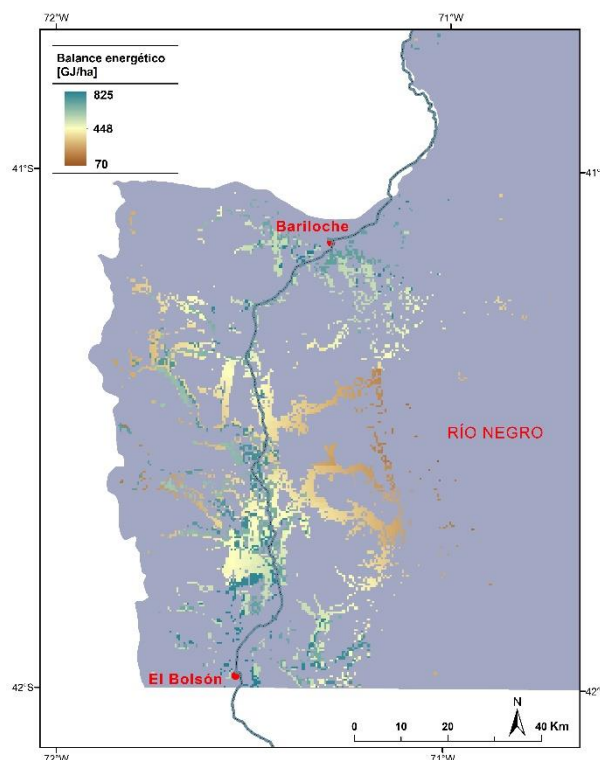 72°W
71°W
Balance energético
[GJ/ha]
825
448
70
41°S
41°S
Bariloche
RÍO NEGRO
El Bolsón
42°S
42°S
N
0 10 20 40 Km
72°W
71°W